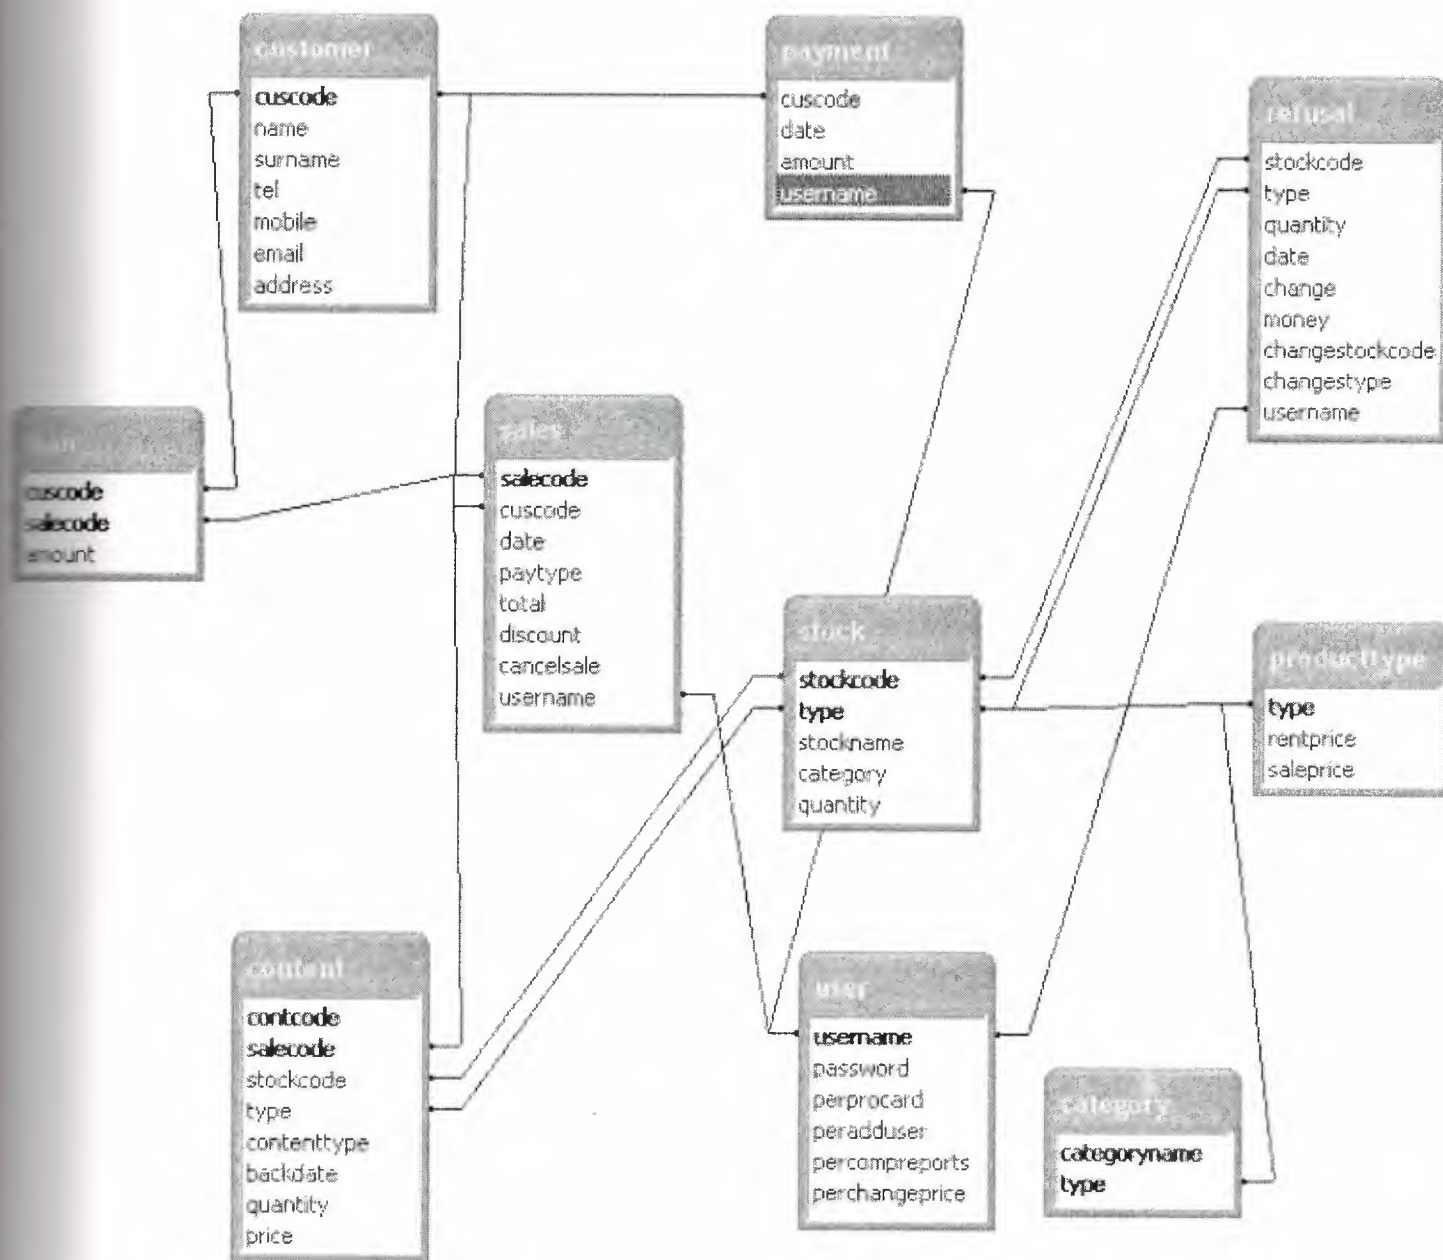 customer
cuscode
name
surname
tel
mobile
email
address
payment
cuscode
date
amount
username
refusal
stockcode
type
quantity
date
change
money
changestockcode
changestype
username
cuscode
salecode
amount
sales
salecode
cuscode
date
paytype
total
discount
cancelsale
username
stock
stockcode
type
stockname
category
quantity
producttype
type
rentprice
saleprice
content
contcode
salecode
stockcode
type
contenttype
backdate
quantity
price
user
username
password
perprocard
peradduser
percompreports
perchangeprice
category
categoryname
type